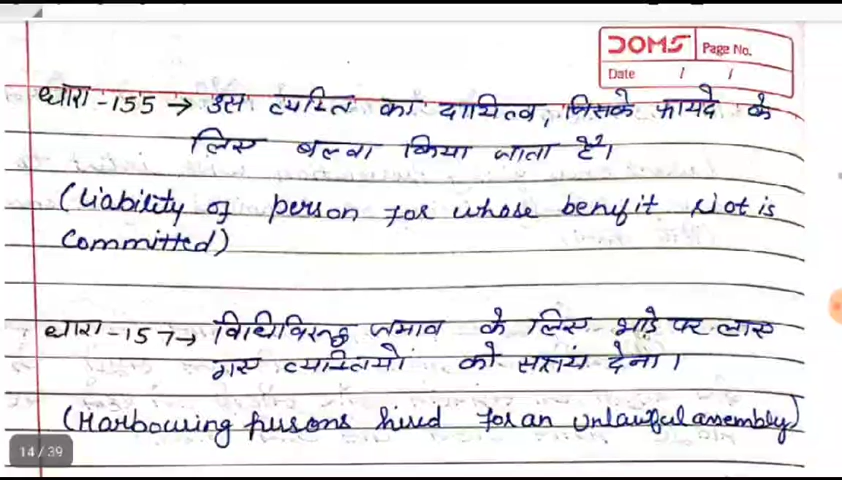 DOMS Page No.
Date / /
धारा -155 → उस व्यक्ति का दायित्व, जिसके फायदे के
लिए बलवा किया जाता है।
(Liability of person for whose benefit Riot is
Committed)
धारा -157 → विधिविरुद्ध जमाव के लिए भाड़े पर लाए
गए व्यक्तियों को संश्रय देना।
(Harbouring persons hired for an unlawful assembly)
14 / 39